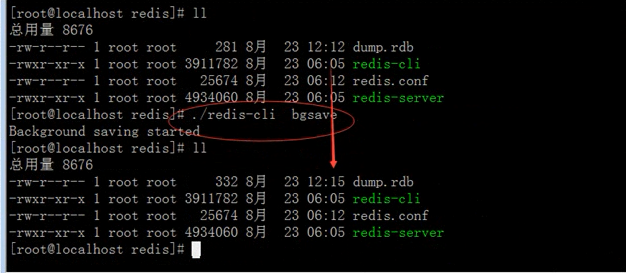 [root@localhost redis]# ll
总用量 8676
-rw-r--r-- 1 root root     281 8月  23 12:12 dump.rdb
-rwxr-xr-x 1 root root 3911782 8月  23 06:05 redis-cli
-rw-r--r-- 1 root root   25674 8月  23 06:12 redis.conf
-rwxr-xr-x 1 root root 4934060 8月  23 06:05 redis-server
[root@localhost redis]# ./redis-cli  bgsave
Background saving started
[root@localhost redis]# ll
总用量 8676
-rw-r--r-- 1 root root     332 8月  23 12:15 dump.rdb
-rwxr-xr-x 1 root root 3911782 8月  23 06:05 redis-cli
-rw-r--r-- 1 root root   25674 8月  23 06:12 redis.conf
-rwxr-xr-x 1 root root 4934060 8月  23 06:05 redis-server
[root@localhost redis]#